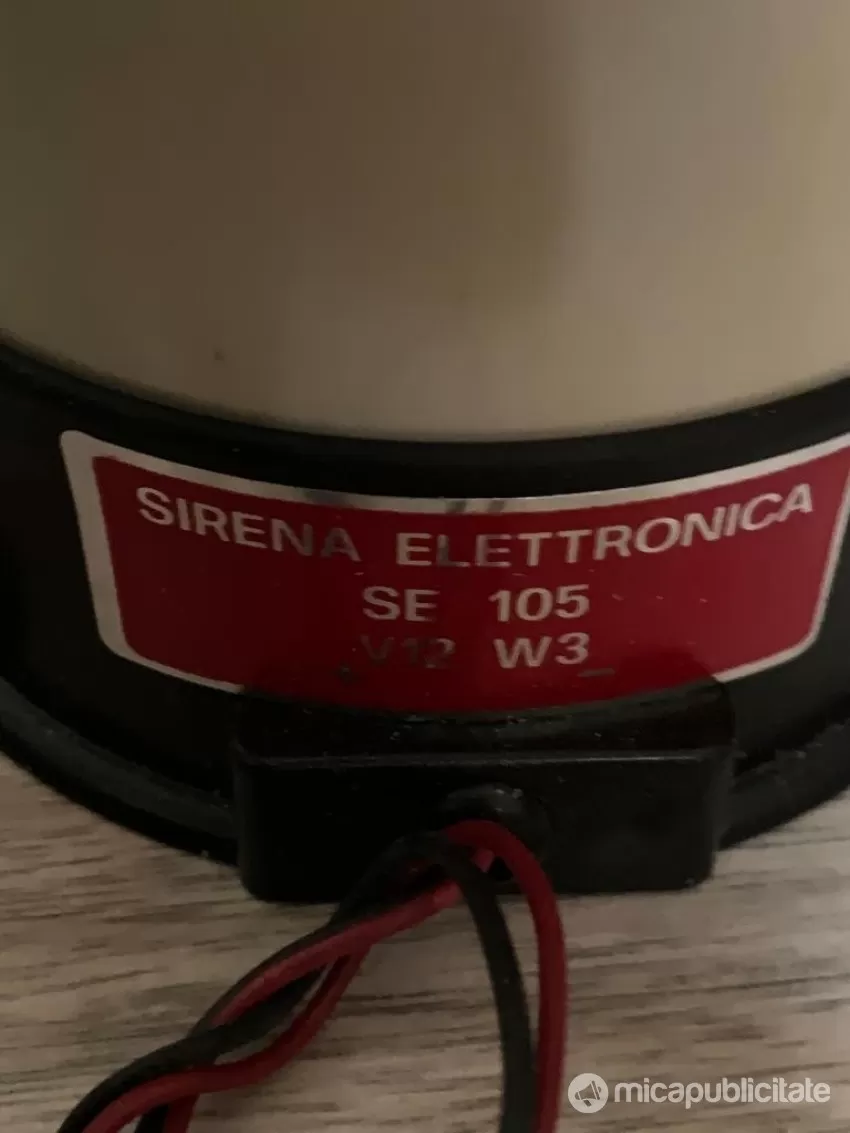 SIRENA ELETTRONICA
SE 105
V12 W3
+ -
micapublicitate